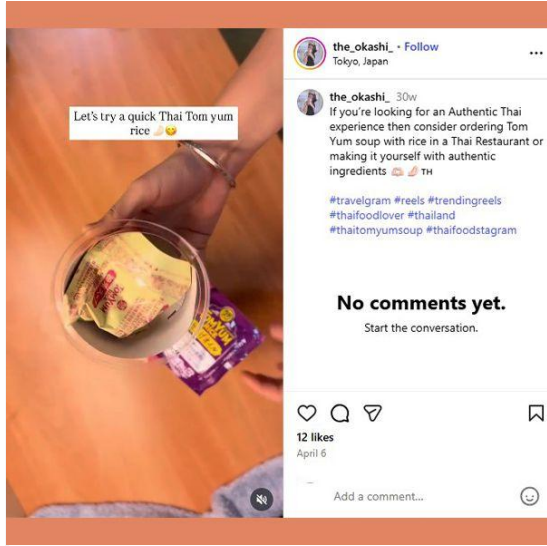 Let's try a quick Thai Tom yum
rice 🤌🏻😋
the_okashi_ • Follow
Tokyo, Japan
the_okashi_ 30w
If you're looking for an Authentic Thai
experience then consider ordering Tom
Yum soup with rice in a Thai Restaurant or
making it yourself with authentic
ingredients 🫶🏻 🤌🏻 TH
#travelgram #reels #trendingreels
#thaifoodlover #thailand
#thaitomyumsoup #thaifoodstagram
No comments yet.
Start the conversation.
12 likes
April 6
Add a comment...